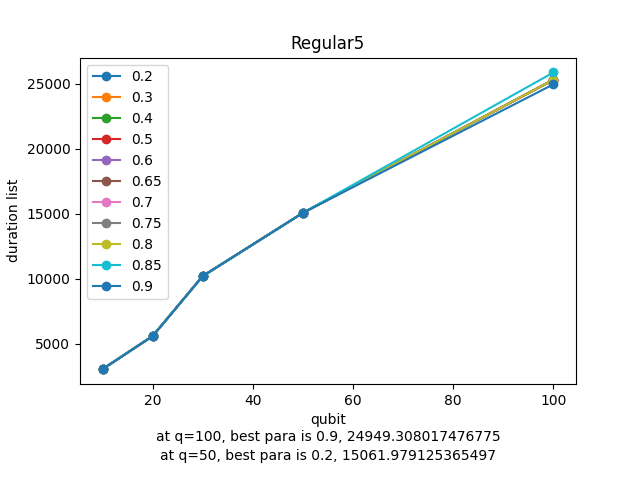 Regular5
25000
20000
15000
10000
5000
duration list
0.2
0.3
0.4
0.5
0.6
0.65
0.7
0.75
0.8
0.85
0.9
20 40 60 80 100
qubit
at q=100, best para is 0.9, 24949.308017476775
at q=50, best para is 0.2, 15061.979125365497